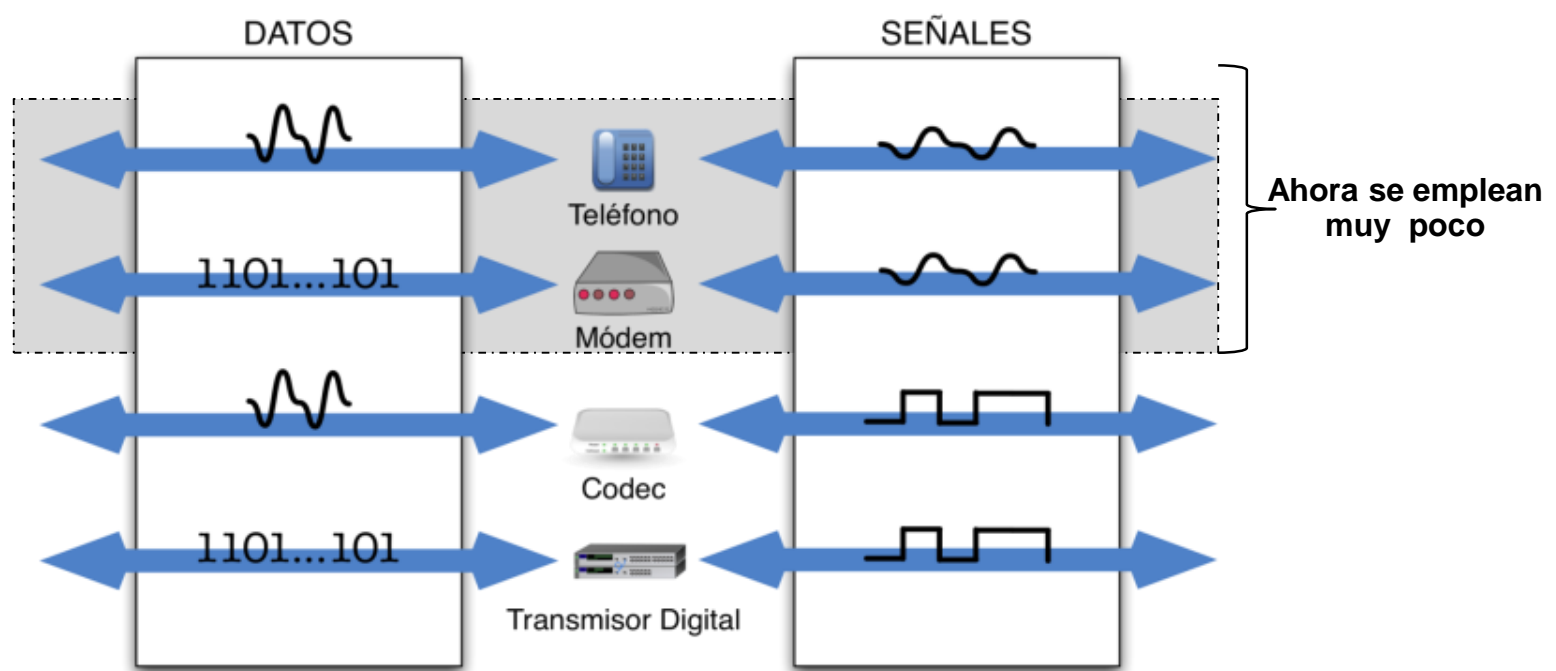 DATOS
SEÑALES
Teléfono
1101...101
Módem
Ahora se emplean
muy poco
Codec
1101...101
Transmisor Digital